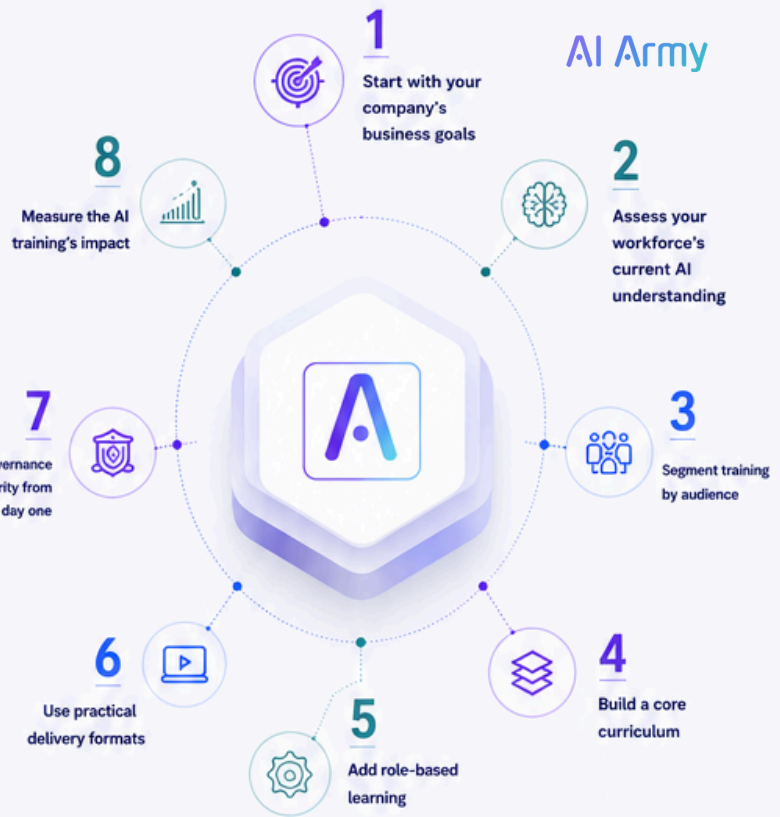 AI Army
1
Start with your
company's
business goals
2
Assess your
workforce's
current AI
understanding
3
Segment training
by audience
4
Build a core
curriculum
5
Add role-based
learning
6
Use practical
delivery formats
7
day one
8
Measure the AI
training's impact